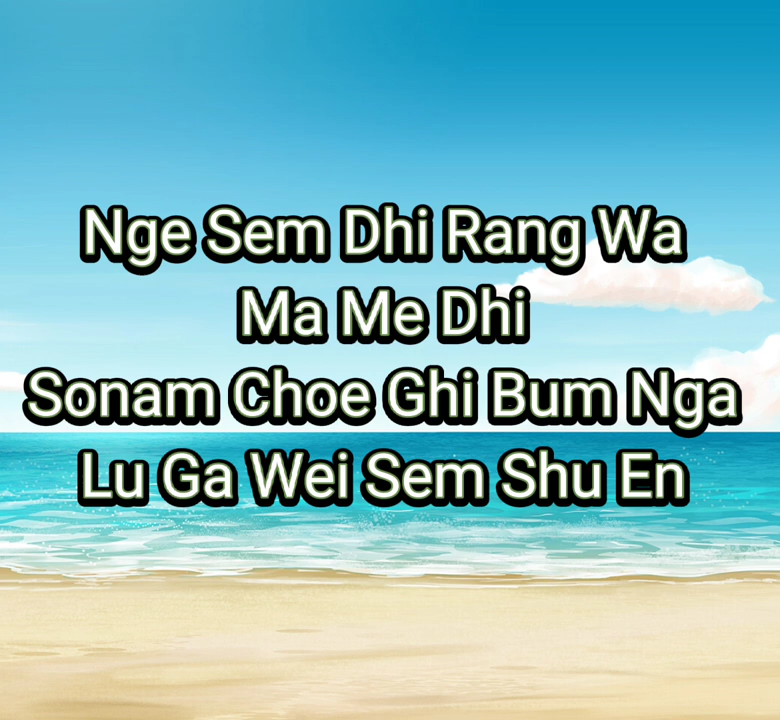 Nge Sem Dhi Rang Wa
Ma Me Dhi
Sonam Choe Ghi Bum Nga
Lu Ga Wei Sem Shu En